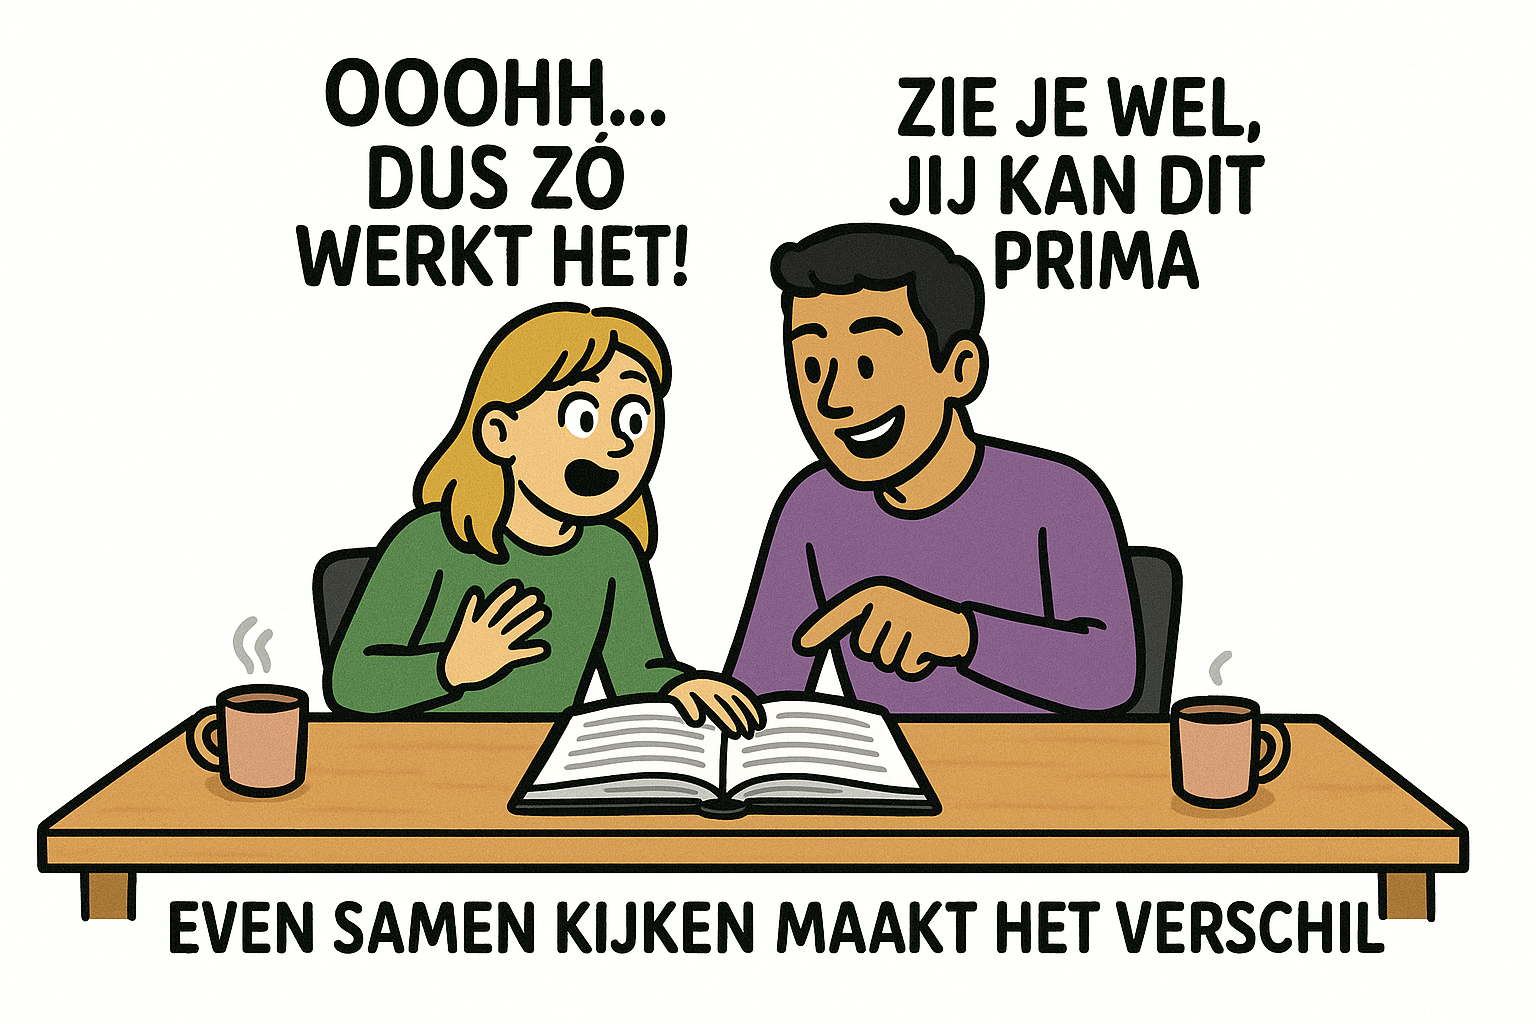 OOOHH...
DUS ZÓ
WERKT HET!
ZIE JE WEL,
JIJ KAN DIT
PRIMA
EVEN SAMEN KIJKEN MAAKT HET VERSCHIL